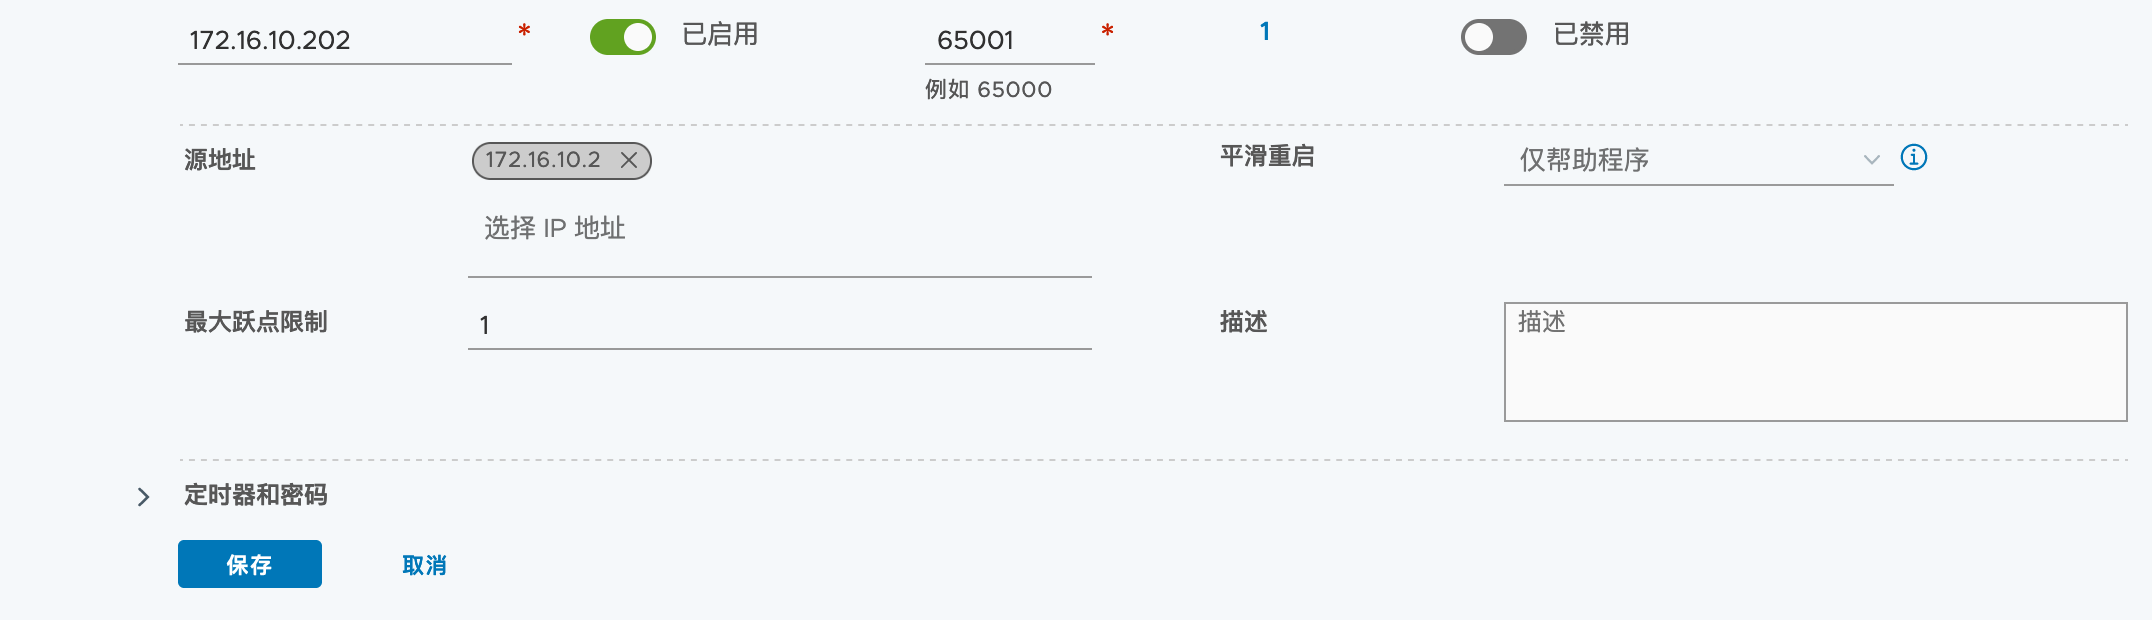 172.16.10.202 * 已启用 65001 * 1 已禁用
例如 65000
源地址 172.16.10.2 平滑重启 仅帮助程序
选择 IP 地址
最大跃点限制 1 描述 描述
定时器和密码
保存 取消